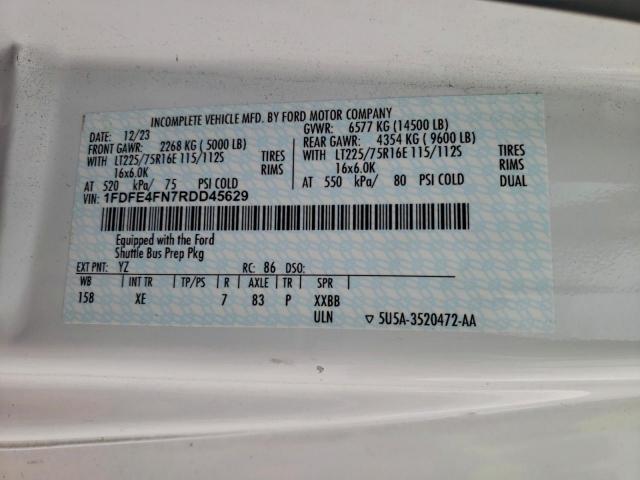 INCOMPLETE VEHICLE MFD. BY FORD MOTOR COMPANY
DATE: 12/23 GVWR: 6577 KG (14500 LB)
FRONT GAWR: 2268 KG ( 5000 LB) REAR GAWR: 4354 KG ( 9600 LB)
WITH LT225/75R16E 115/112S TIRES WITH LT225/75R16E 115/112S TIRES
16x6.0K RIMS 16x6.0K RIMS
AT 520 kPa/ 75 PSI COLD AT 550 kPa/ 80 PSI COLD DUAL
VIN: 1FDFE4FN7RDD45629
Equipped with the Ford
Shuttle Bus Prep Pkg
EXT PNT: YZ RC: 86 DSO:
WB INT TR TP/PS R AXLE TR SPR
158 XE 7 83 P XXBB
ULN ▽ 5U5A-3520472-AA